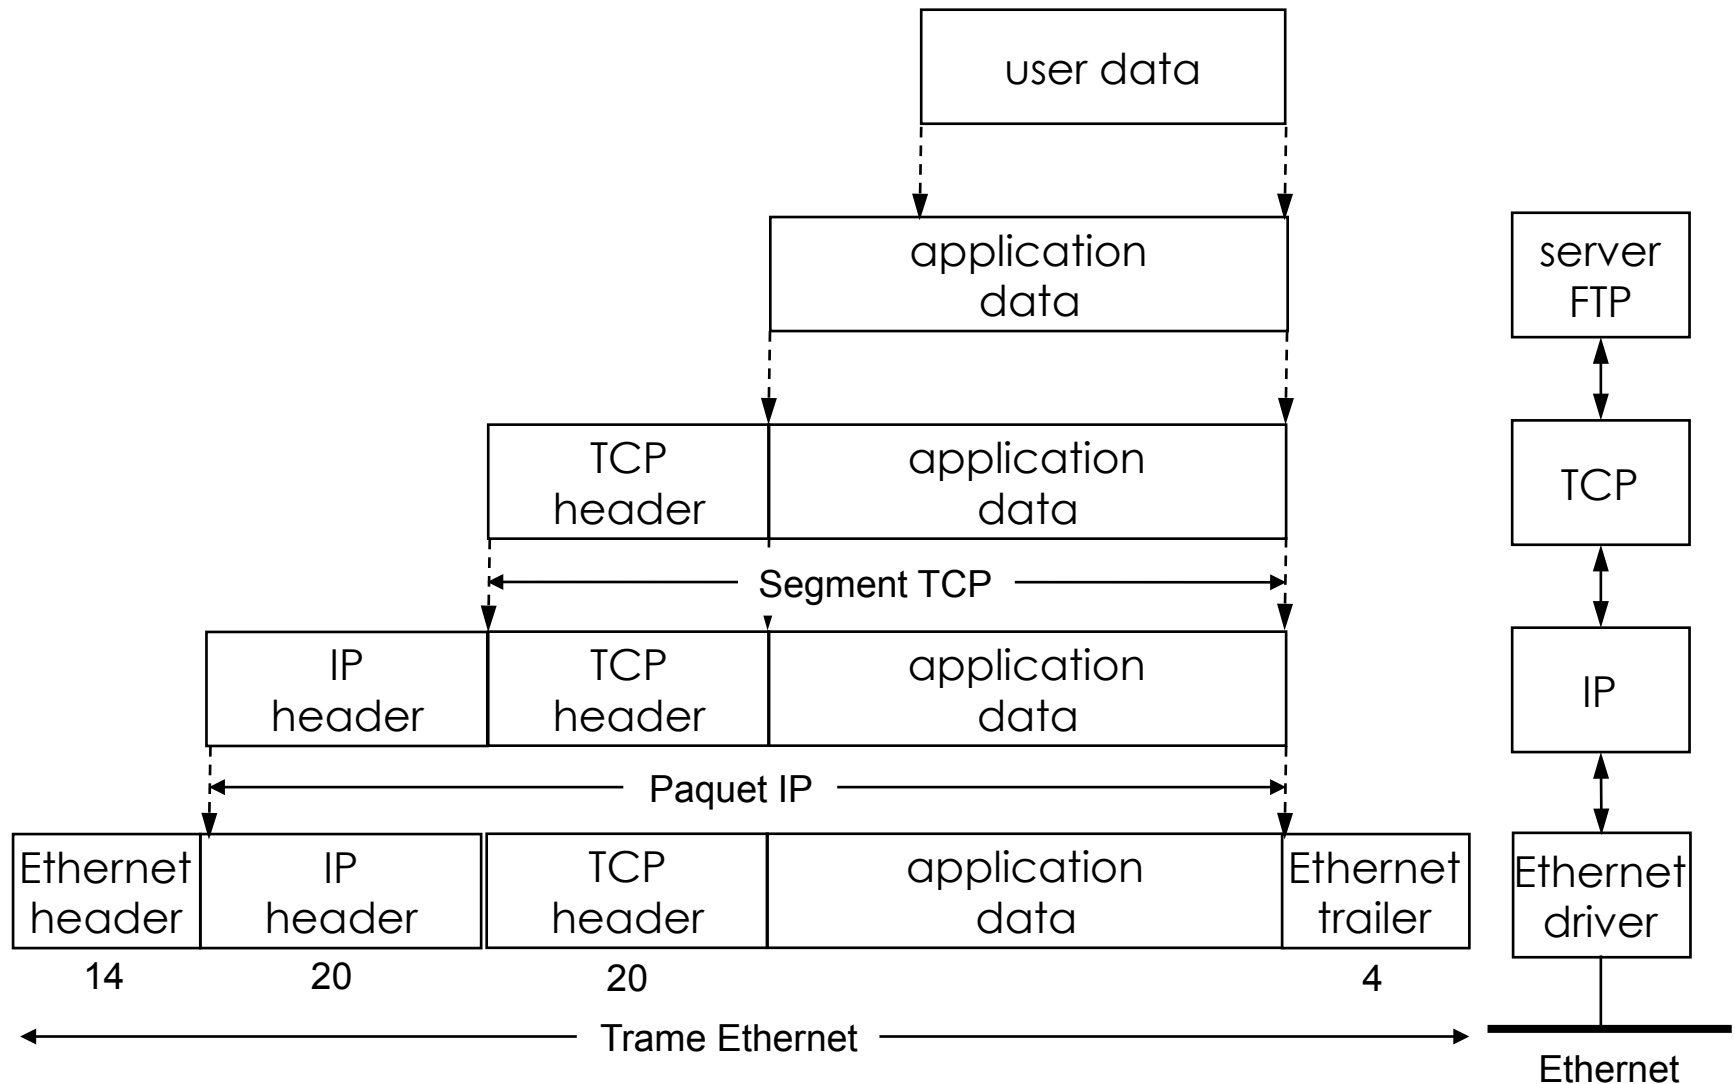 user data
application
data
server
FTP
TCP
header
application
data
TCP
Segment TCP
IP
header
TCP
header
application
data
IP
Paquet IP
Ethernet
header
IP
header
TCP
header
application
data
Ethernet
trailer
Ethernet
driver
14
20
20
4
Trame Ethernet
Ethernet